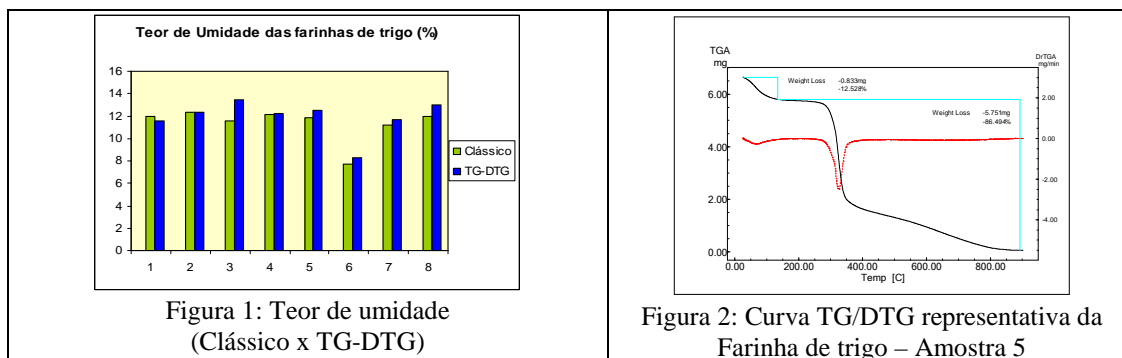 Teor de Umidade das farinhas de trigo (%)
16
14
12
10
8
6
4
2
0
1 2 3 4 5 6 7 8
Clássico
TG-DTG
Figura 1: Teor de umidade
(Clássico x TG-DTG)
TGA
mg
DrTGA
mg/min
6.00
4.00
2.00
0.00
2.00
0.00
-2.00
-4.00
Weight Loss -0.833mg
-12.528%
Weight Loss -5.751mg
-86.494%
0.00 200.00 400.00 600.00 800.00
Temp [C]
Figura 2: Curva TG/DTG representativa da
Farinha de trigo – Amostra 5